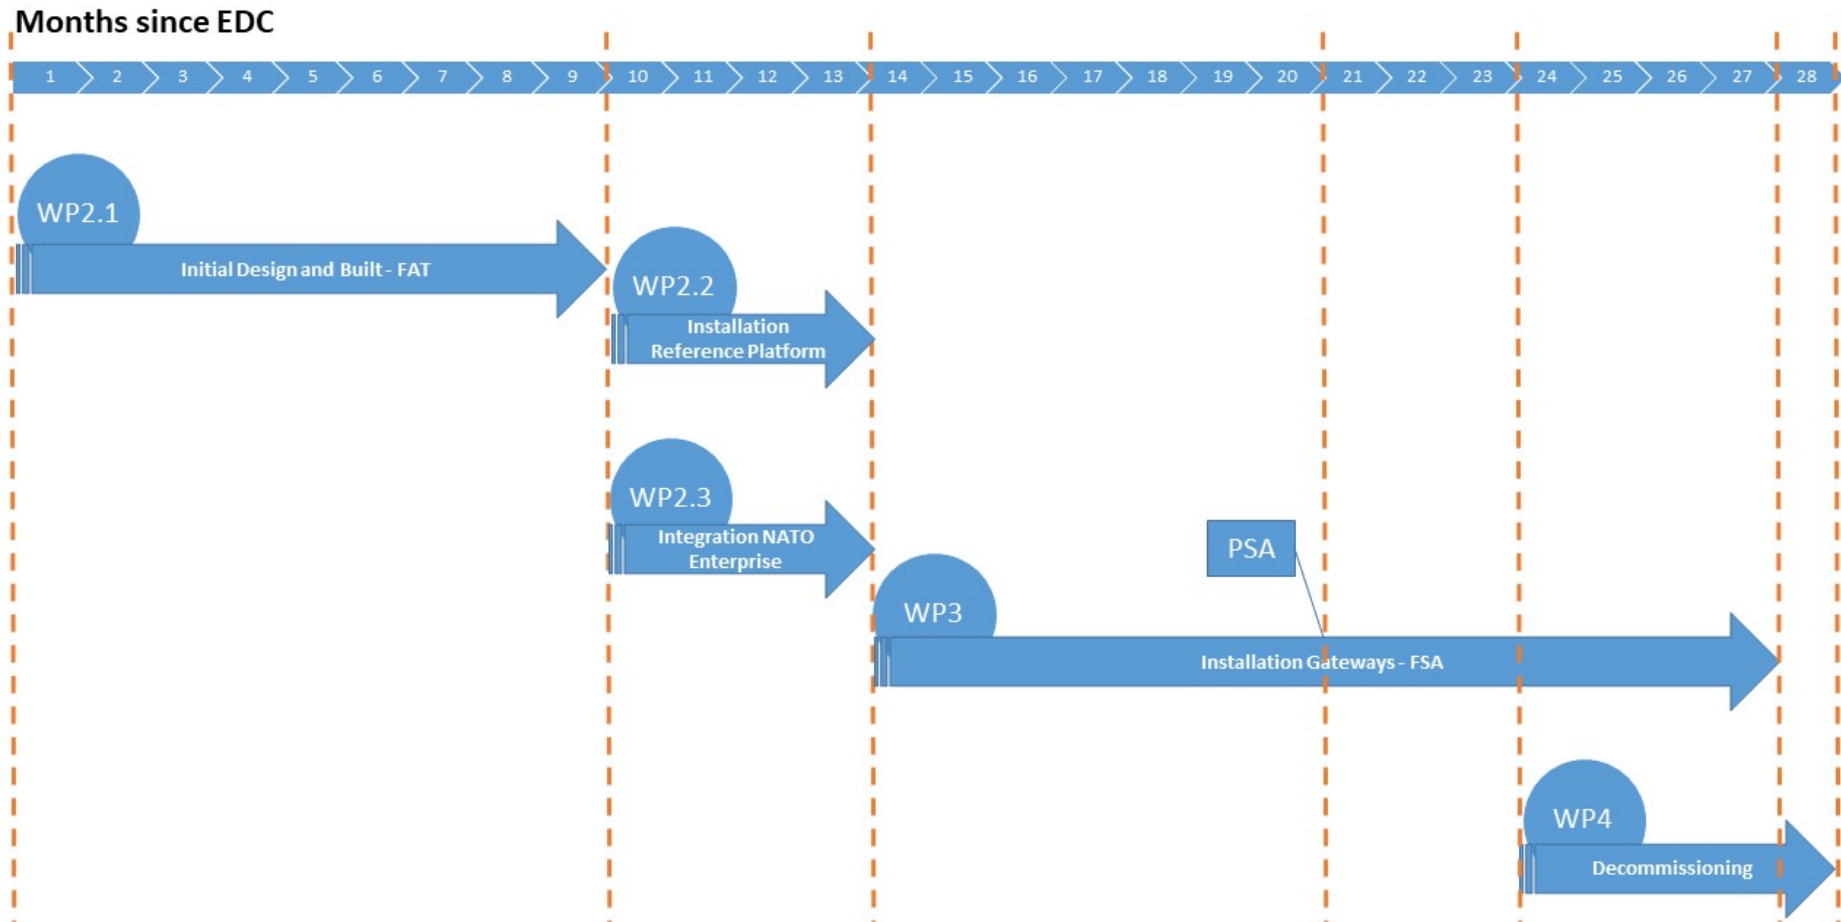 Months since EDC
1 2 3 4 5 6 7 8 9 10 11 12 13 14 15 16 17 18 19 20 21 22 23 24 25 26 27 28
WP2.1
Initial Design and Built - FAT
WP2.2
Installation
Reference Platform
WP2.3
Integration NATO
Enterprise
PSA
WP3
Installation Gateways - FSA
WP4
Decommissioning